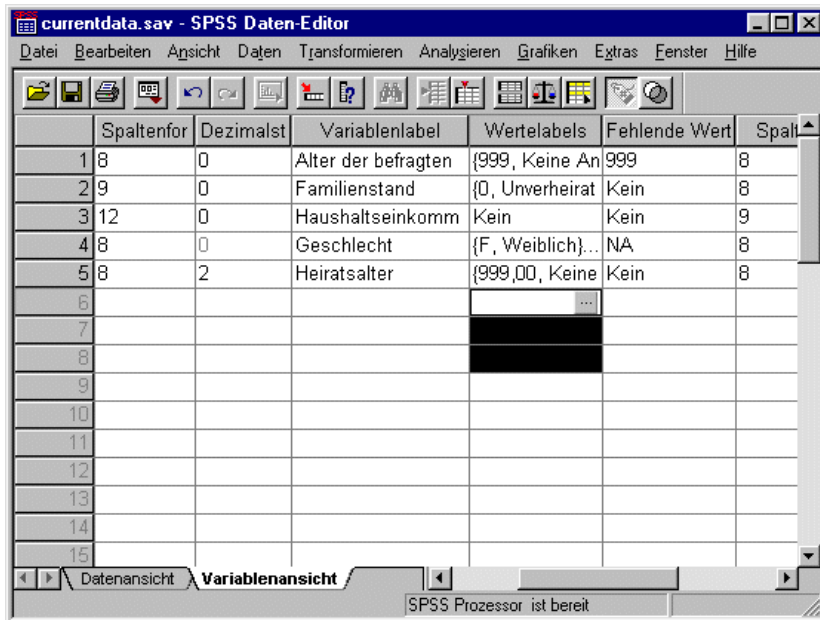 currentdata.sav - SPSS Daten-Editor
Datei Bearbeiten Ansicht Daten Transformieren Analysieren Grafiken Extras Fenster Hilfe
Spaltenfor Dezimalst Variablenlabel Wertelabels Fehlende Wert Spalt
1 8 0 Alter der befragten {999, Keine An 999 8
2 9 0 Familienstand {0, Unverheirat Kein 8
3 12 0 Haushaltseinkomm Kein Kein 9
4 8 0 Geschlecht {F, Weiblich}... NA 8
5 8 2 Heiratsalter {999,00, Keine Kein 8
6 ...
7
8
9
10
11
12
13
14
15
Datenansicht Variablenansicht
SPSS Prozessor ist bereit